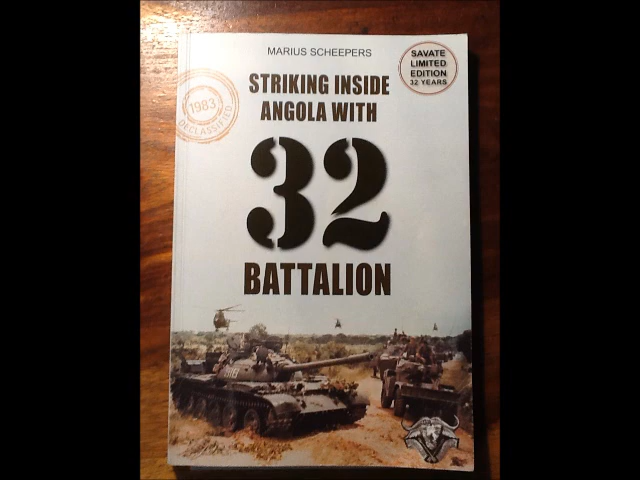 MARIUS SCHEEPERS
SAVATE
LIMITED
EDITION
32 YEARS
STRIKING INSIDE
ANGOLA WITH
1983
DECLASSIFIED
32
BATTALION